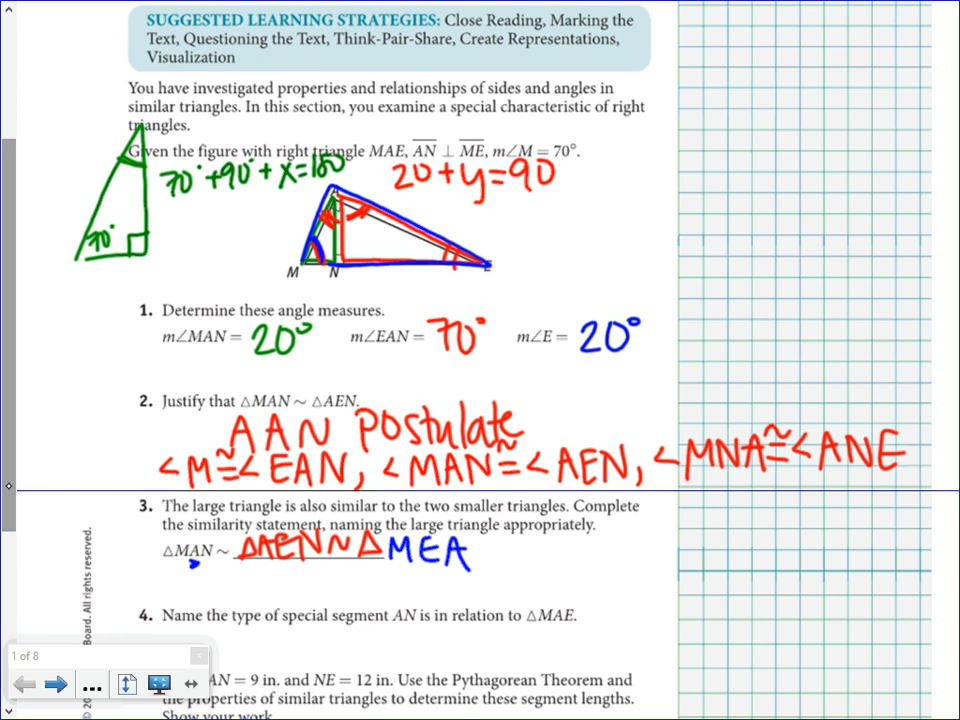 SUGGESTED LEARNING STRATEGIES: Close Reading, Marking the
Text, Questioning the Text, Think-Pair-Share, Create Representations,
Visualization
You have investigated properties and relationships of sides and angles in
similar triangles. In this section, you examine a special characteristic of right
triangles.
Given the figure with right triangle MAE, AN ⊥ ME, m∠M = 70°.
70° + 90° + x = 180
20 + y = 90
70°
M N E
1. Determine these angle measures.
m∠MAN = 20° m∠EAN = 70° m∠E = 20°
2. Justify that △MAN ~ △AEN.
AAN Postulate
<M ≅ < EAN, <MAN ≅ < AEN, <MNA ≅ < ANE
3. The large triangle is also similar to the two smaller triangles. Complete
the similarity statement, naming the large triangle appropriately.
△MAN ~ △AEN ~ △MEA
4. Name the type of special segment AN is in relation to △MAE.
1 of 8
AN = 9 in. and NE = 12 in. Use the Pythagorean Theorem and
the properties of similar triangles to determine these segment lengths.
Show your work.
© 20
Board. All rights reserved.